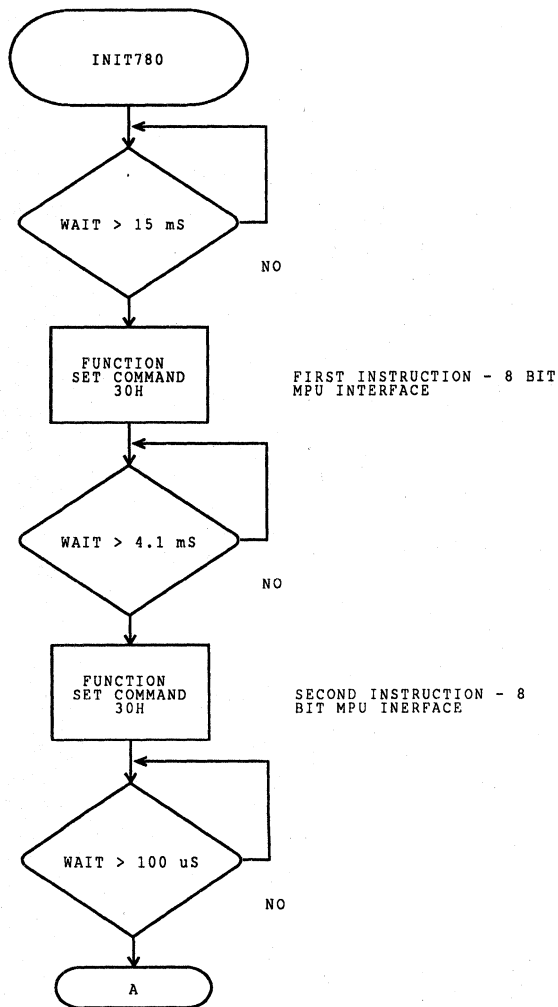 INIT780
WAIT > 15 mS
NO
FUNCTION
SET COMMAND
30H
FIRST INSTRUCTION - 8 BIT
MPU INTERFACE
WAIT > 4.1 mS
NO
FUNCTION
SET COMMAND
30H
SECOND INSTRUCTION - 8
BIT MPU INERFACE
WAIT > 100 uS
NO
A